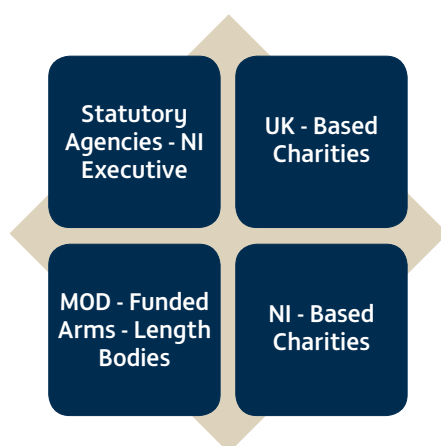 Statutory
Agencies - NI
Executive
UK - Based
Charities
MOD - Funded
Arms - Length
Bodies
NI - Based
Charities